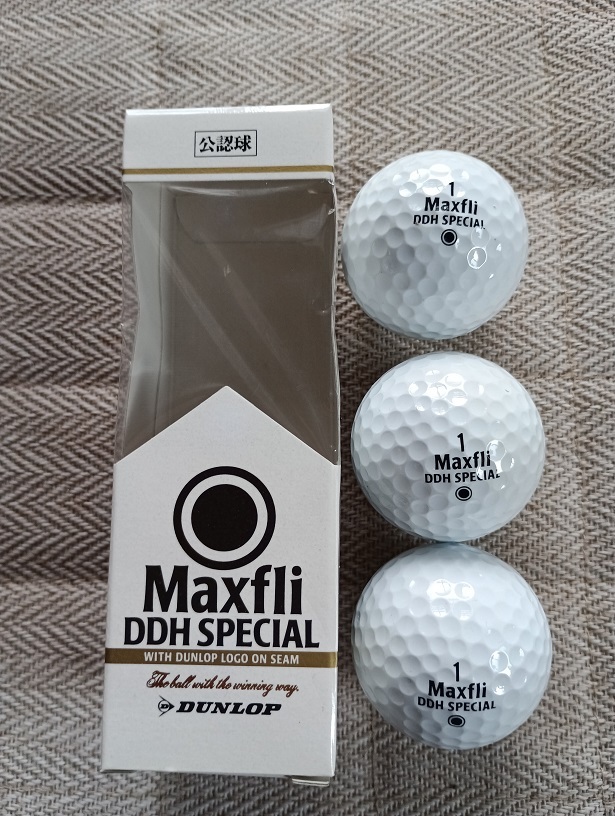 公認球
Maxfli
DDH SPECIAL
WITH DUNLOP LOGO ON SEAM
The ball with the winning way.
DUNLOP
1
Maxfli
DDH SPECIAL
1
Maxfli
DDH SPECIAL
1
Maxfli
DDH SPECIAL